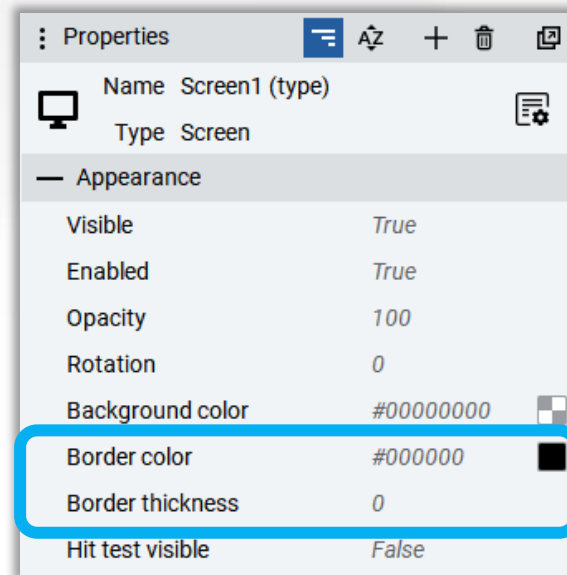 Properties
Name Screen1 (type)
Type Screen
Appearance
Visible True
Enabled True
Opacity 100
Rotation 0
Background color #00000000
Border color #000000
Border thickness 0
Hit test visible False